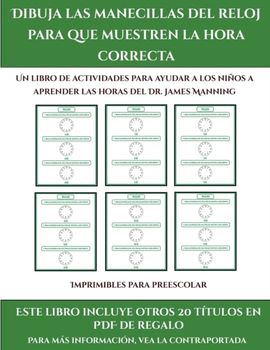 Dibuja las manecillas del reloj
para que muestren la hora
correcta
Un libro de actividades para ayudar a los niños a
aprender las horas del Dr. James Manning
Imprimibles para preescolar
Este libro incluye otros 20 títulos en
PDF de regalo
Para más información, vea la contraportada